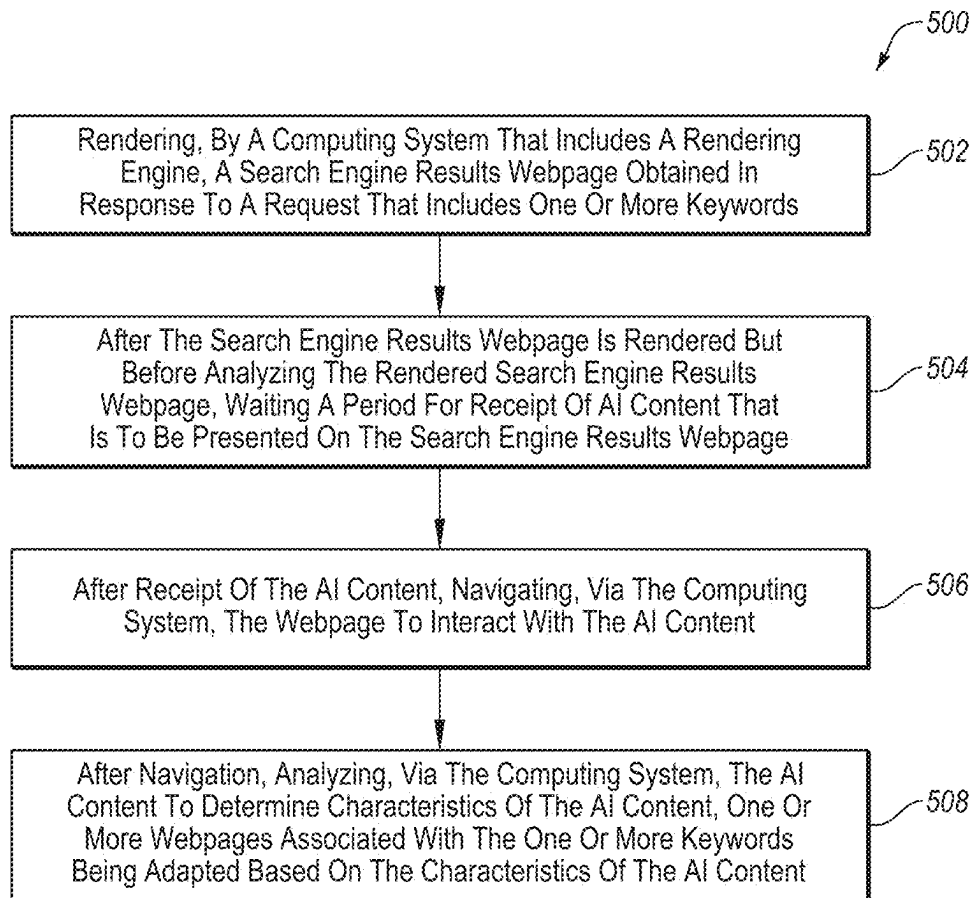 500
Rendering, By A Computing System That Includes A Rendering
Engine, A Search Engine Results Webpage Obtained In
Response To A Request That Includes One Or More Keywords
502
After The Search Engine Results Webpage Is Rendered But
Before Analyzing The Rendered Search Engine Results
Webpage, Waiting A Period For Receipt Of AI Content That
Is To Be Presented On The Search Engine Results Webpage
504
After Receipt Of The AI Content, Navigating, Via The Computing
System, The Webpage To Interact With The AI Content
506
After Navigation, Analyzing, Via The Computing System, The AI
Content To Determine Characteristics Of The AI Content, One Or
More Webpages Associated With The One Or More Keywords
Being Adapted Based On The Characteristics Of The AI Content
508